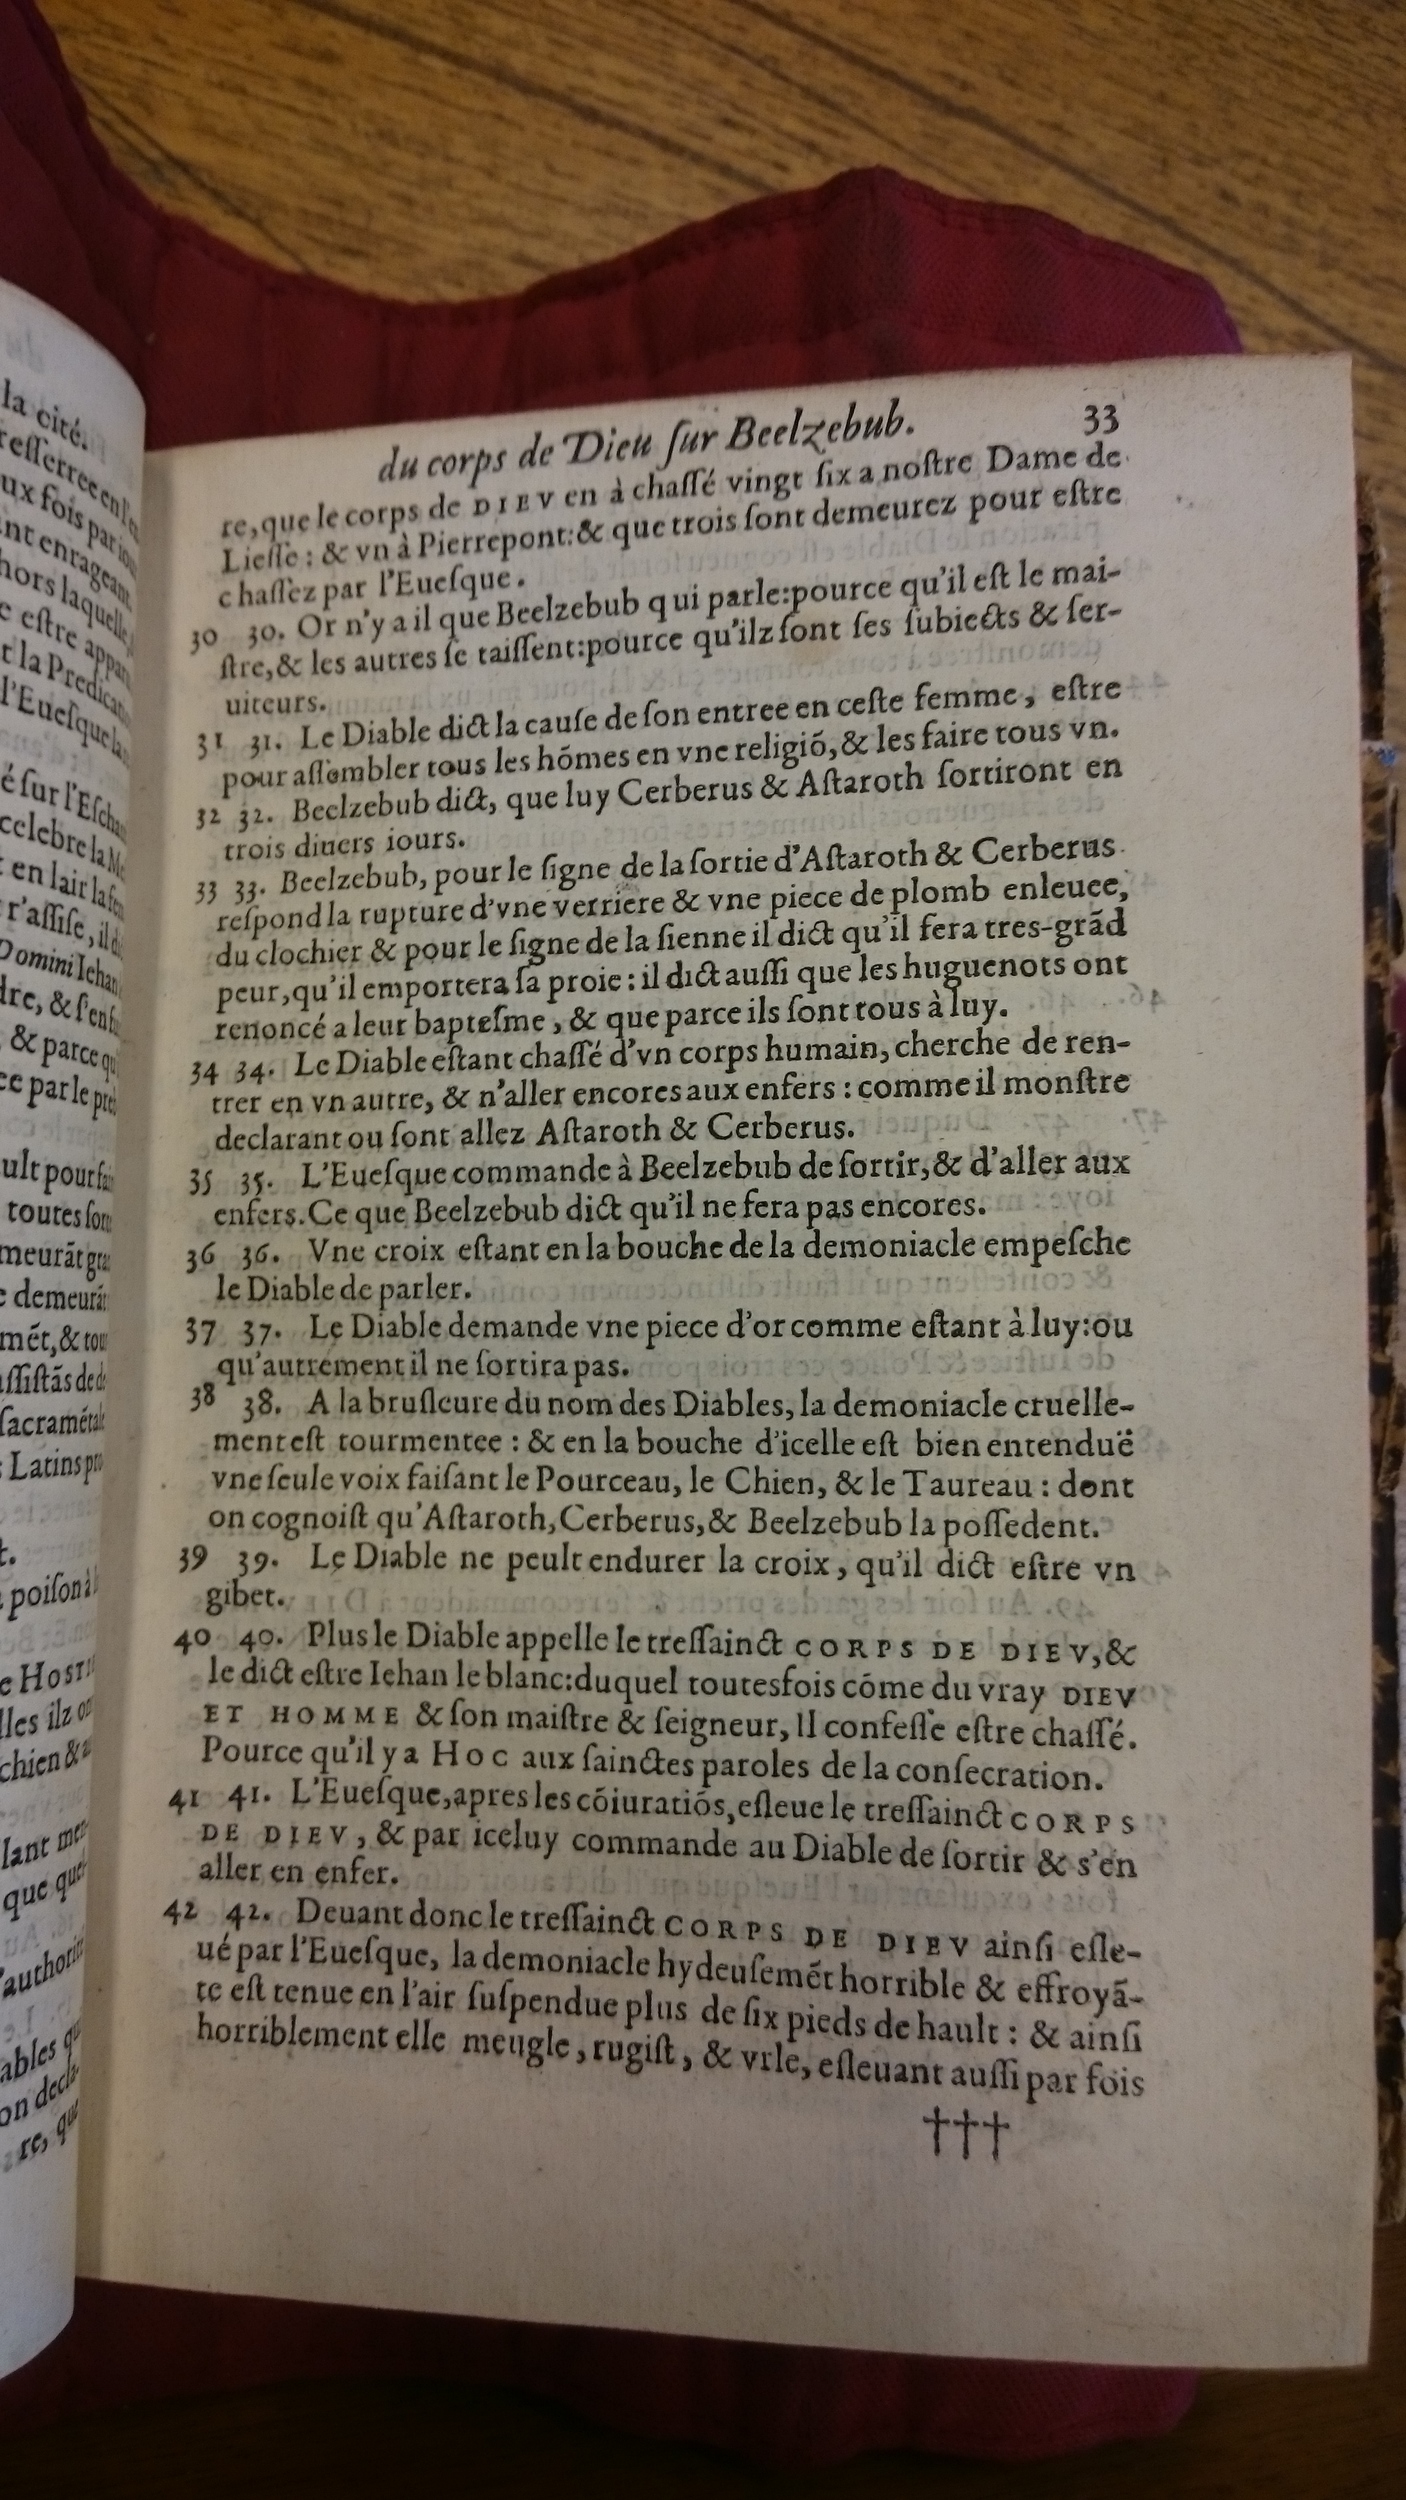 la cité.
du corps de Dieu ſur Beelzebub. 33
re, que le corps de DIEV en à chaſſé vingt ſix a noſtre Dame de
Lieſſe : & vn à Pierrepont: & que trois ſont demeurez pour eſtre
chaſſez par l'Eueſque.
30 30. Or n'y a il que Beelzebub qui parle: pource qu'il eſt le mai-
ſtre, & les autres ſe taiſſent: pource qu'ilz ſont ſes ſubiects & ſer-
uiteurs.
31 31. Le Diable dict la cauſe de ſon entree en ceſte femme, eſtre
pour aſſembler tous les hómes en vne religió, & les faire tous vn.
32 32. Beelzebub dict, que luy Cerberus & Aſtaroth ſortiront en
trois diuers iours.
33 33. Beelzebub, pour le ſigne de la ſortie d'Aſtaroth & Cerberus
reſpond la rupture d'vne verriere & vne piece de plomb enleuee,
du clochier & pour le ſigne de la ſienne il dict qu'il fera tres-grãd
peur, qu'il emportera ſa proie : il dict auſſi que les huguenots ont
renoncé a leur bapteſme, & que parce ils ſont tous à luy.
34 34. Le Diable eſtant chaſſé d'vn corps humain, cherche de ren-
trer en vn autre, & n'aller encores aux enfers : comme il monſtre
declarant ou ſont allez Aſtaroth & Cerberus.
35 35. L'Eueſque commande à Beelzebub de ſortir, & d'aller aux
enfers. Ce que Beelzebub dict qu'il ne fera pas encores.
36 36. Vne croix eſtant en la bouche de la demoniacle empeſche
le Diable de parler.
37 37. Le Diable demande vne piece d'or comme eſtant à luy: ou
qu'autrement il ne ſortira pas.
38 38. A la bruſleure du nom des Diables, la demoniacle cruelle-
ment eſt tourmentee : & en la bouche d'icelle eſt bien entenduë
vne ſeule voix faiſant le Pourceau, le Chien, & le Taureau : dont
on cognoiſt qu'Aſtaroth, Cerberus, & Beelzebub la poſſedent.
39 39. Le Diable ne peult endurer la croix, qu'il dict eſtre vn
gibet.
40 40. Plus le Diable appelle le treſſainct CORPS DE DIEV, &
le dict eſtre Iehan le blanc: duquel toutesfois cóme du vray DIEV
ET HOMME & ſon maiſtre & ſeigneur, Il confeſſe eſtre chaſſé.
Pource qu'il y a HOC aux ſainctes paroles de la conſecration.
41 41. L'Eueſque, apres les cóiuratiós, eſleue le treſſainct CORPS
DE DIEV, & par iceluy commande au Diable de ſortir & s'en
aller en enfer.
42 42. Deuant donc le treſſainct CORPS DE DIEV ainſi eſle-
ué par l'Eueſque, la demoniacle hydeuſemét horrible & effroyã-
te eſt tenue en l'air ſuſpendue plus de ſix pieds de hault : & ainſi
horriblement elle meugle, rugiſt, & vrle, eſleuant auſſi par fois
†††